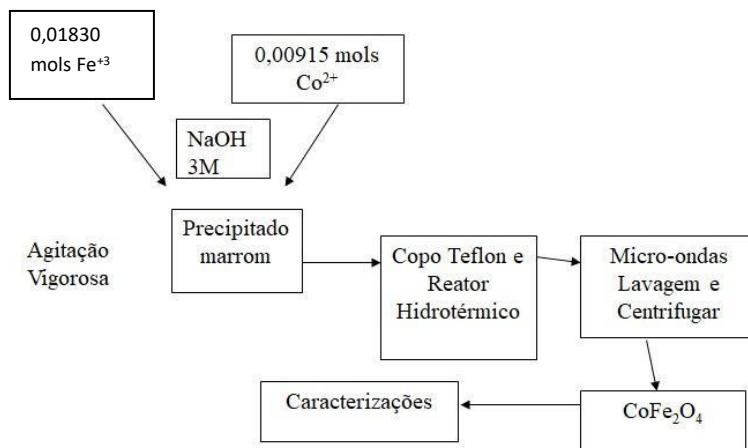 0,01830
mols Fe⁺³
0,00915 mols
Co²⁺
NaOH
3M
Agitação
Vigorosa
Precipitado
marrom
Copo Teflon e
Reator
Hidrotérmico
Micro-ondas
Lavagem e
Centrifugar
Caracterizações
CoFe₂O₄